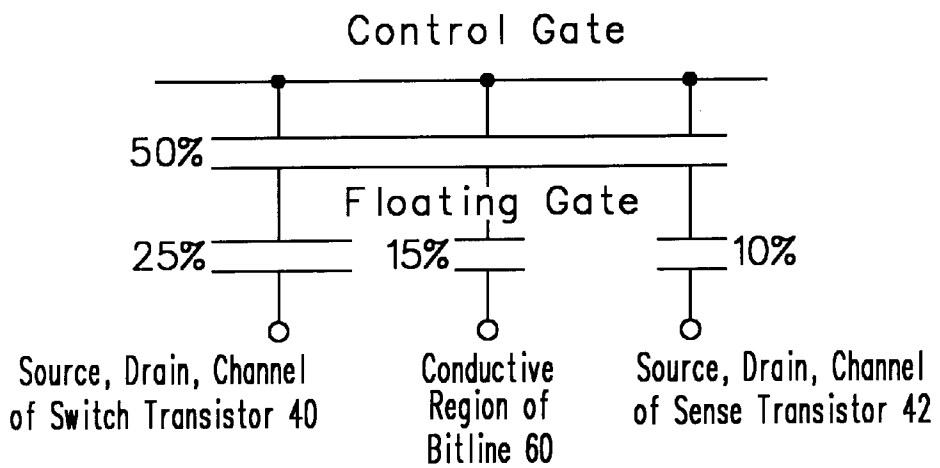 Control Gate
50%
Floating Gate
25%
15%
10%
Source, Drain, Channel
of Switch Transistor 40
Conductive
Region of
Bitline 60
Source, Drain, Channel
of Sense Transistor 42